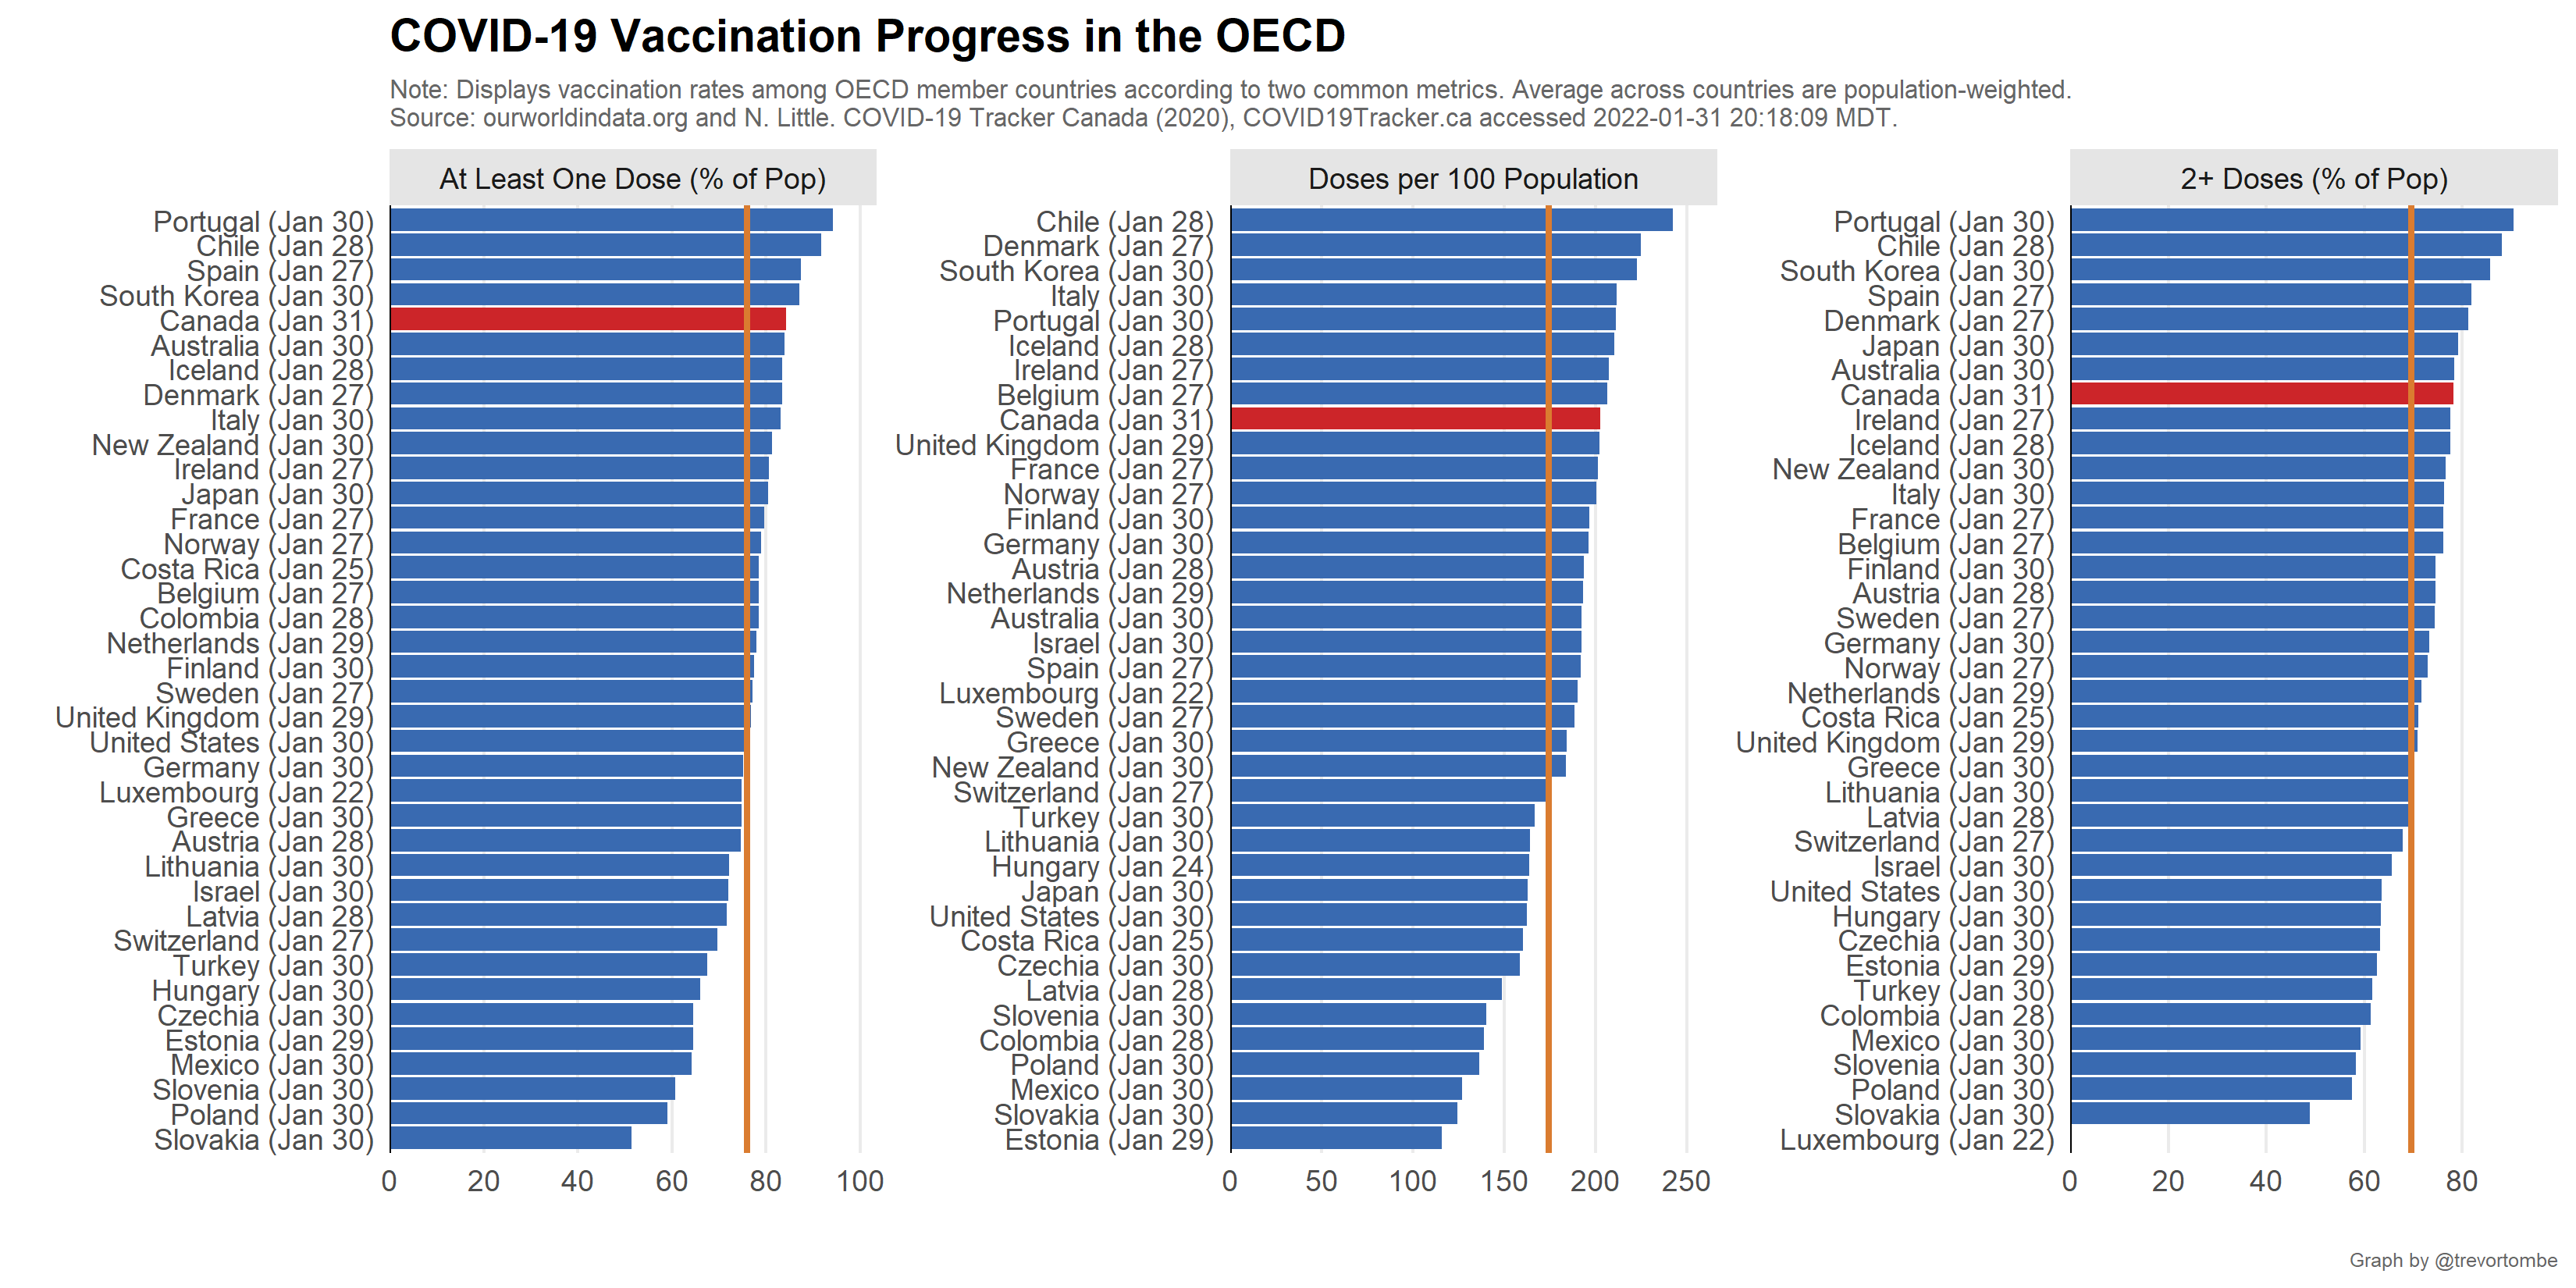 COVID-19 Vaccination Progress in the OECD
Note: Displays vaccination rates among OECD member countries according to two common metrics. Average across countries are population-weighted.
Source: ourworldindata.org and N. Little. COVID-19 Tracker Canada (2020), COVID19Tracker.ca accessed 2022-01-31 20:18:09 MDT.
At Least One Dose (% of Pop)
Portugal (Jan 30)
Chile (Jan 28)
Spain (Jan 27)
South Korea (Jan 30)
Canada (Jan 31)
Australia (Jan 30)
Iceland (Jan 28)
Denmark (Jan 27)
Italy (Jan 30)
New Zealand (Jan 30)
Ireland (Jan 27)
Japan (Jan 30)
France (Jan 27)
Norway (Jan 27)
Costa Rica (Jan 25)
Belgium (Jan 27)
Colombia (Jan 28)
Netherlands (Jan 29)
Finland (Jan 30)
Sweden (Jan 27)
United Kingdom (Jan 29)
United States (Jan 30)
Germany (Jan 30)
Luxembourg (Jan 22)
Greece (Jan 30)
Austria (Jan 28)
Lithuania (Jan 30)
Israel (Jan 30)
Latvia (Jan 28)
Switzerland (Jan 27)
Turkey (Jan 30)
Hungary (Jan 30)
Czechia (Jan 30)
Estonia (Jan 29)
Mexico (Jan 30)
Slovenia (Jan 30)
Poland (Jan 30)
Slovakia (Jan 30)
0 20 40 60 80 100
Doses per 100 Population
Chile (Jan 28)
Denmark (Jan 27)
South Korea (Jan 30)
Italy (Jan 30)
Portugal (Jan 30)
Iceland (Jan 28)
Ireland (Jan 27)
Belgium (Jan 27)
Canada (Jan 31)
United Kingdom (Jan 29)
France (Jan 27)
Norway (Jan 27)
Finland (Jan 30)
Germany (Jan 30)
Austria (Jan 28)
Netherlands (Jan 29)
Australia (Jan 30)
Israel (Jan 30)
Spain (Jan 27)
Luxembourg (Jan 22)
Sweden (Jan 27)
Greece (Jan 30)
New Zealand (Jan 30)
Switzerland (Jan 27)
Turkey (Jan 30)
Lithuania (Jan 30)
Hungary (Jan 24)
Japan (Jan 30)
United States (Jan 30)
Costa Rica (Jan 25)
Czechia (Jan 30)
Latvia (Jan 28)
Slovenia (Jan 30)
Colombia (Jan 28)
Poland (Jan 30)
Mexico (Jan 30)
Slovakia (Jan 30)
Estonia (Jan 29)
0 50 100 150 200 250
2+ Doses (% of Pop)
Portugal (Jan 30)
Chile (Jan 28)
South Korea (Jan 30)
Spain (Jan 27)
Denmark (Jan 27)
Japan (Jan 30)
Australia (Jan 30)
Canada (Jan 31)
Ireland (Jan 27)
Iceland (Jan 28)
New Zealand (Jan 30)
Italy (Jan 30)
France (Jan 27)
Belgium (Jan 27)
Finland (Jan 30)
Austria (Jan 28)
Sweden (Jan 27)
Germany (Jan 30)
Norway (Jan 27)
Netherlands (Jan 29)
Costa Rica (Jan 25)
United Kingdom (Jan 29)
Greece (Jan 30)
Lithuania (Jan 30)
Latvia (Jan 28)
Switzerland (Jan 27)
Israel (Jan 30)
United States (Jan 30)
Hungary (Jan 30)
Czechia (Jan 30)
Estonia (Jan 29)
Turkey (Jan 30)
Colombia (Jan 28)
Mexico (Jan 30)
Slovenia (Jan 30)
Poland (Jan 30)
Slovakia (Jan 30)
Luxembourg (Jan 22)
0 20 40 60 80
Graph by @trevortombe